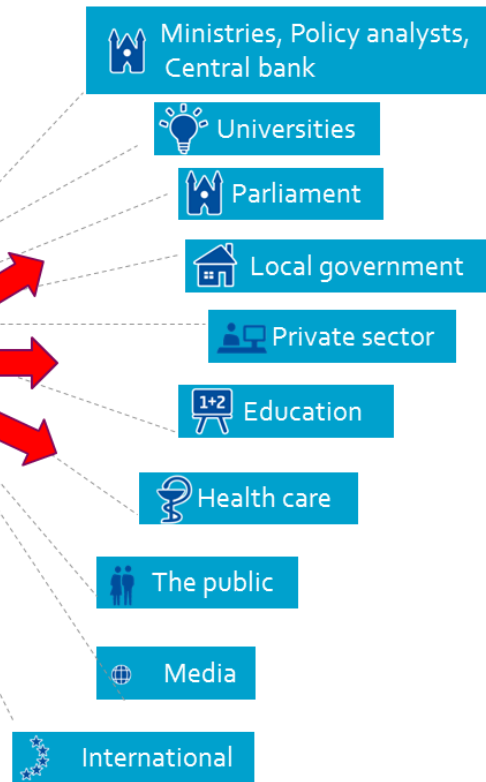 Ministries, Policy analysts,
Central bank
Universities
Parliament
Local government
Private sector
1+2
Education
Health care
The public
Media
International